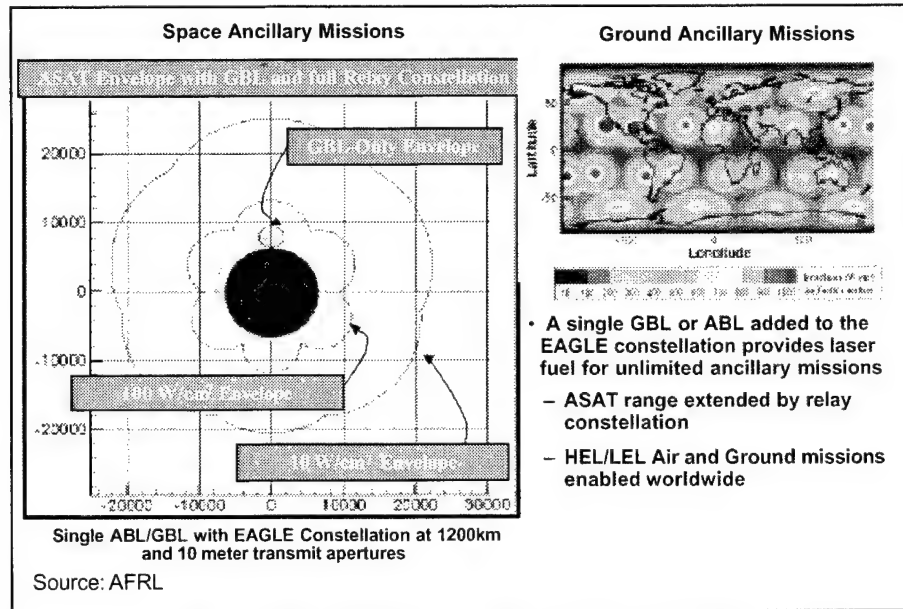 Space Ancillary Missions
ASAT Envelope with GBL and full Relay Constellation
GBL-Only Envelope
100 W/cm² Envelope
10 W/cm² Envelope
20000
10000
0
-10000
-20000
-20000
-10000
0
10000
20000
30000
Single ABL/GBL with EAGLE Constellation at 1200km
and 10 meter transmit apertures
Source: AFRL
Ground Ancillary Missions
Latitude
50
0
-50
0
Longitude
• A single GBL or ABL added to the
EAGLE constellation provides laser
fuel for unlimited ancillary missions
– ASAT range extended by relay
constellation
– HEL/LEL Air and Ground missions
enabled worldwide